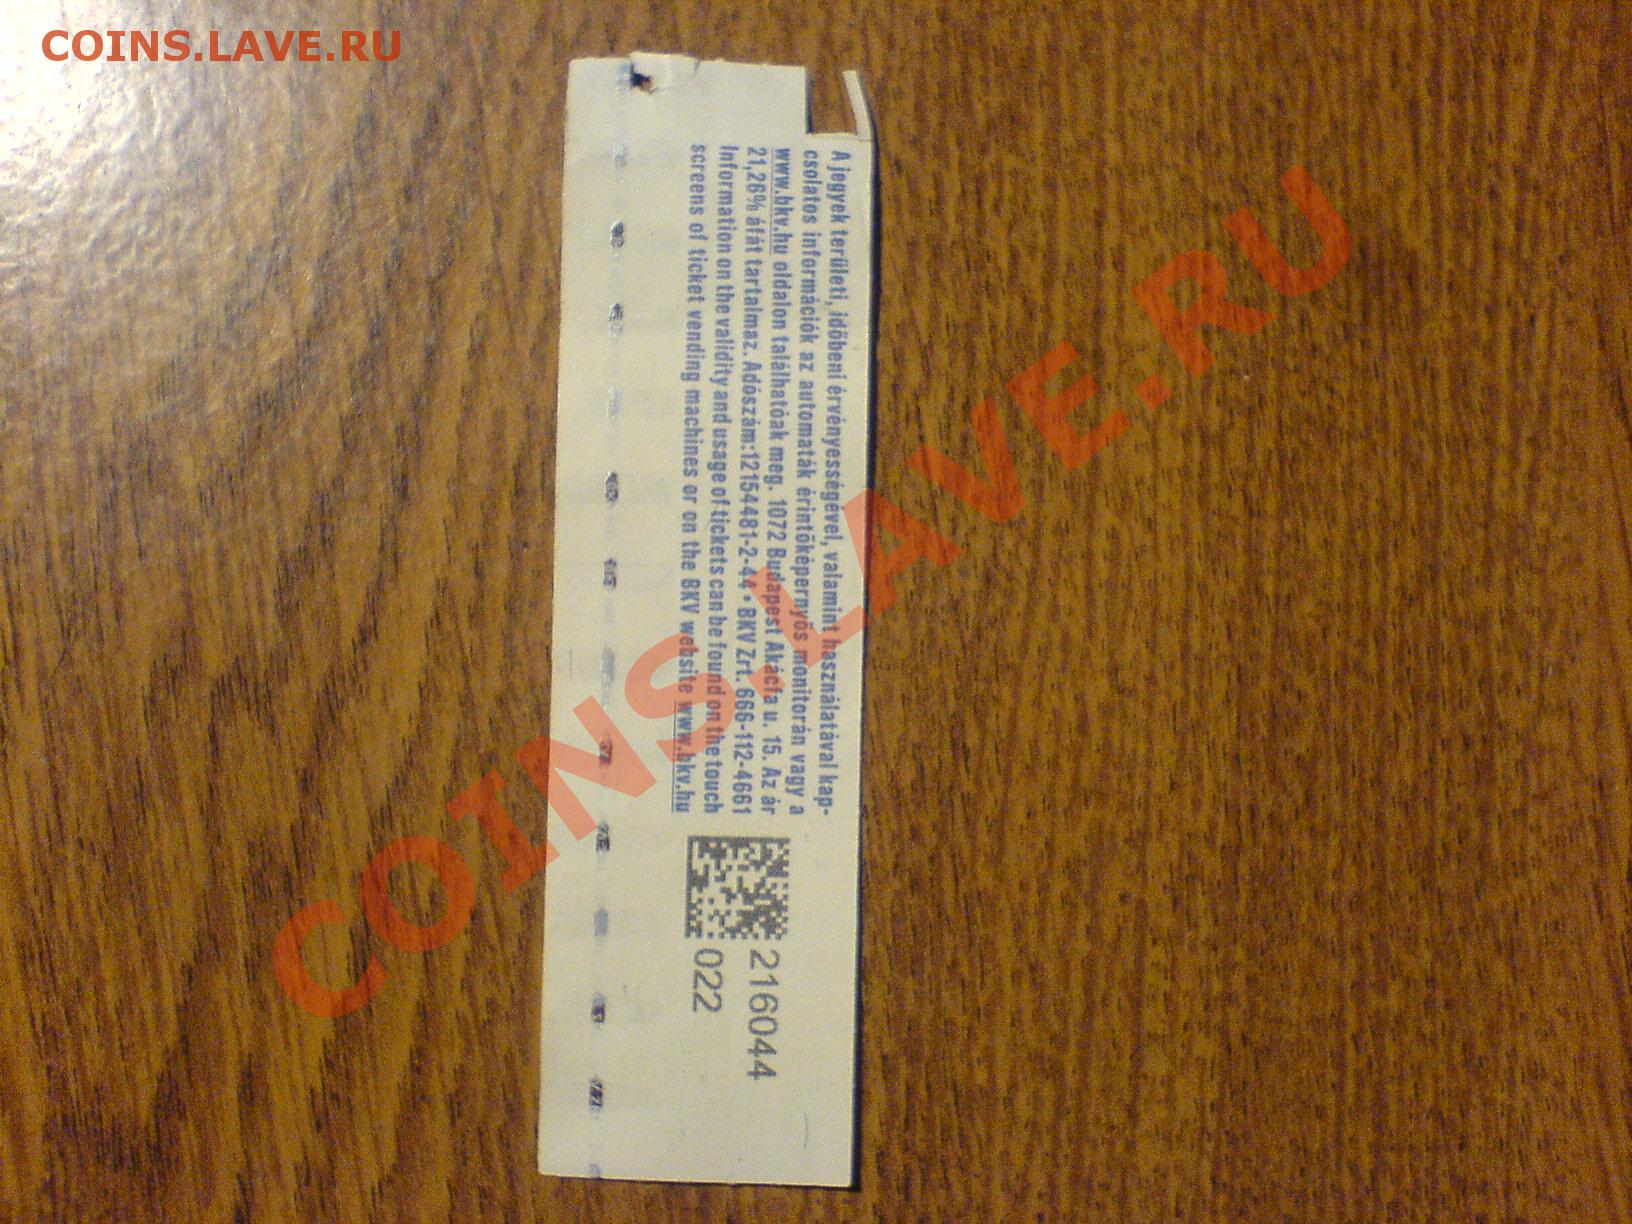 COINS.LAVE.RU
A jegyek területi, időbeni érvényességével, valamint használatával kap-
csolatos információk az automaták érintőképernyős monitorán vagy a
www.bkv.hu oldalon találhatóak meg. 1072 Budapest Akácfa u. 15. Az ár
21,26% áfát tartalmaz. Adószám:12154481-2-44 • BKV Zrt. 666-112-4661
Information on the validity and usage of tickets can be found on the touch
screens of ticket vending machines or on the BKV website www.bkv.hu
216044
022
COINS.LAVE.RU